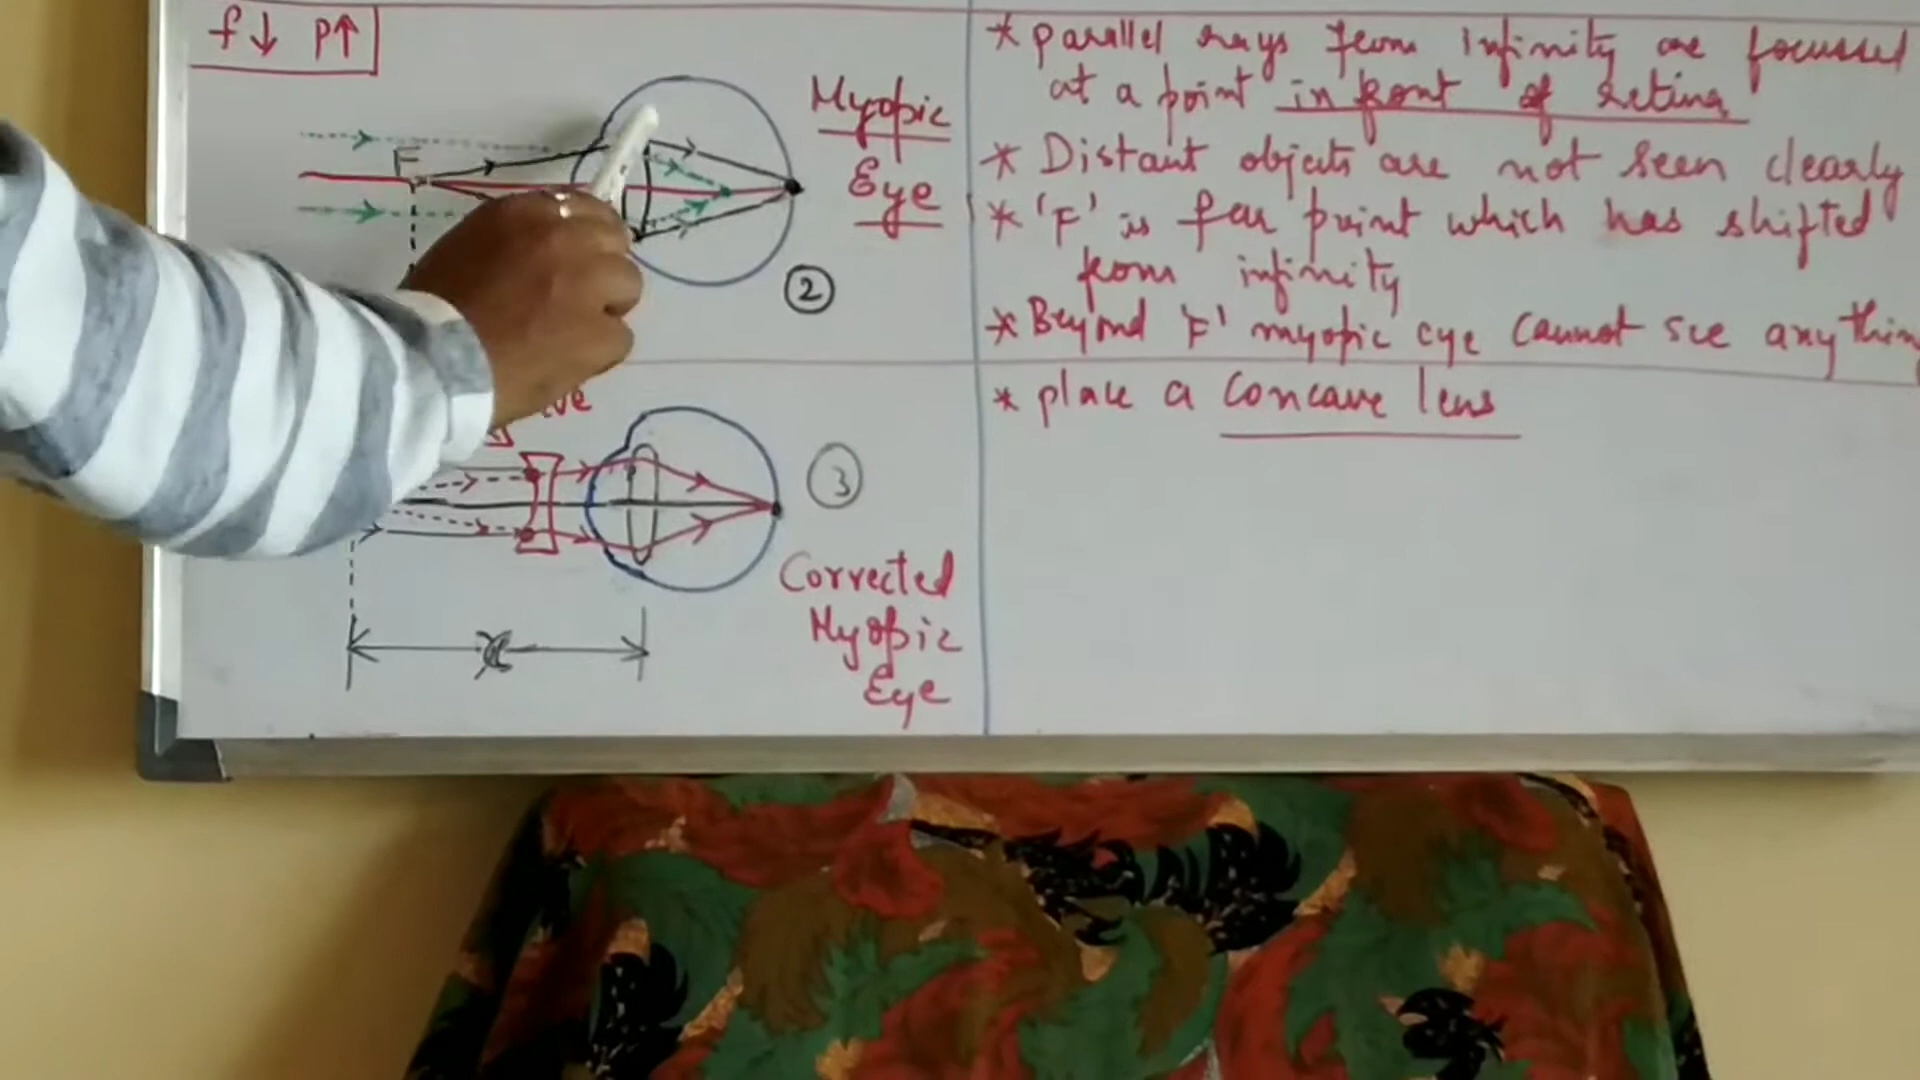 f↓ P↑
F
Myopic
Eye
2
* parallel rays from infinity are focussed
at a point in front of retina
* Distant objects are not seen clearly
* 'F' is far point which has shifted
from infinity
* Beyond 'F' myopic eye cannot see anything
3
Corrected
Myopic
Eye
x
* place a concave lens